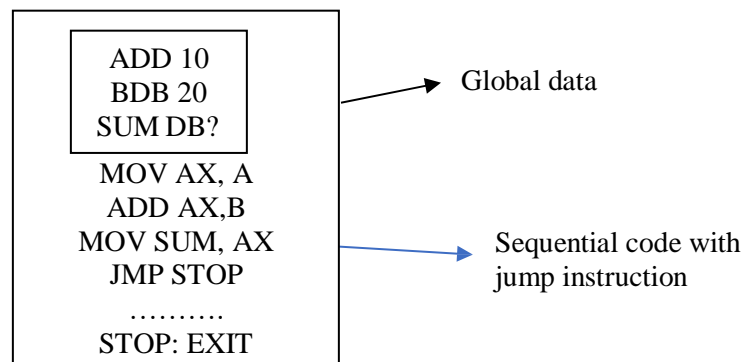 ADD 10
BDB 20
SUM DB?
Global data
MOV AX, A
ADD AX,B
MOV SUM, AX
JMP STOP
……….
STOP: EXIT
Sequential code with
jump instruction